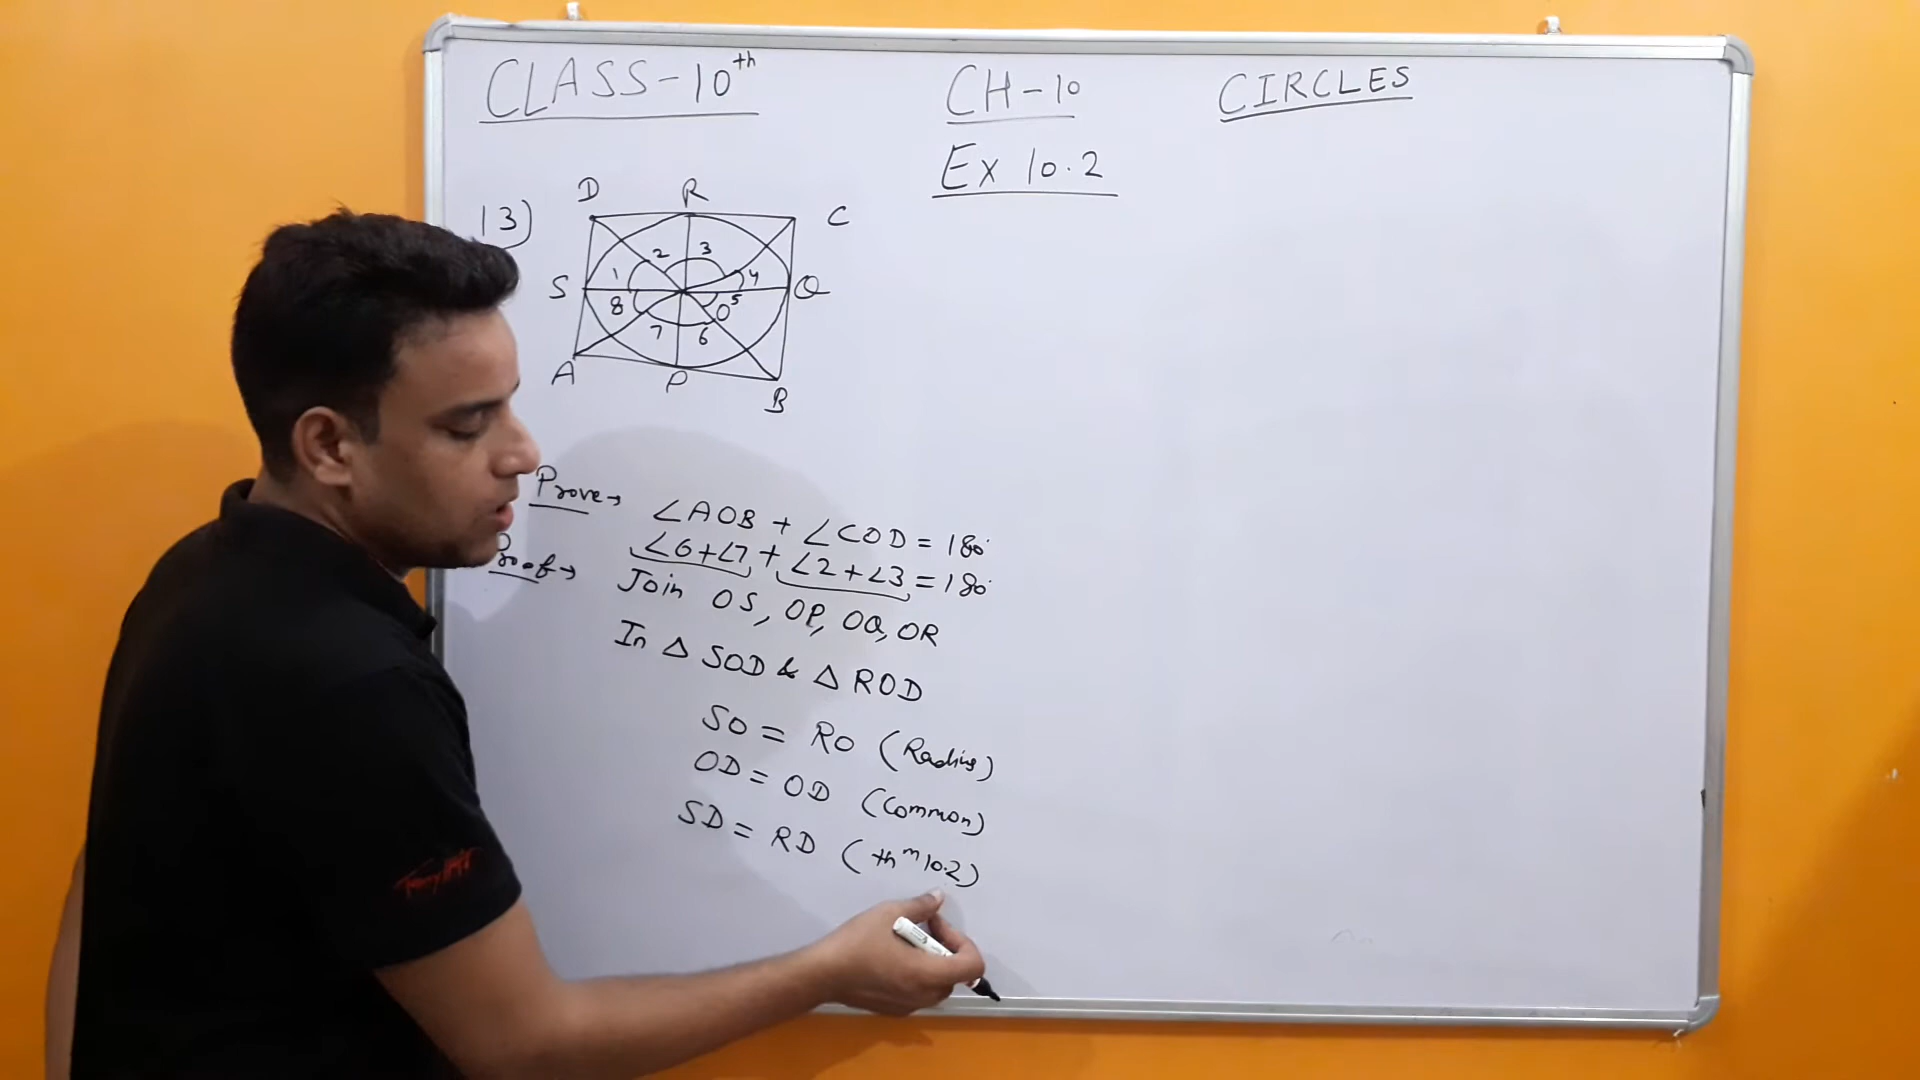 CLASS-10th CH-10 CIRCLES
Ex 10.2
13)
D R C
2 3
1 4
S Q
8 5
O
7 6
A P B
Prove→ ∠AOB + ∠COD = 180°
∠6+∠7 + ∠2+∠3 = 180°
Proof→ Join OS, OP, OQ, OR
In △ SOD & △ ROD
SO = RO (Radius)
OD = OD (Common)
SD = RD (thm 10.2)